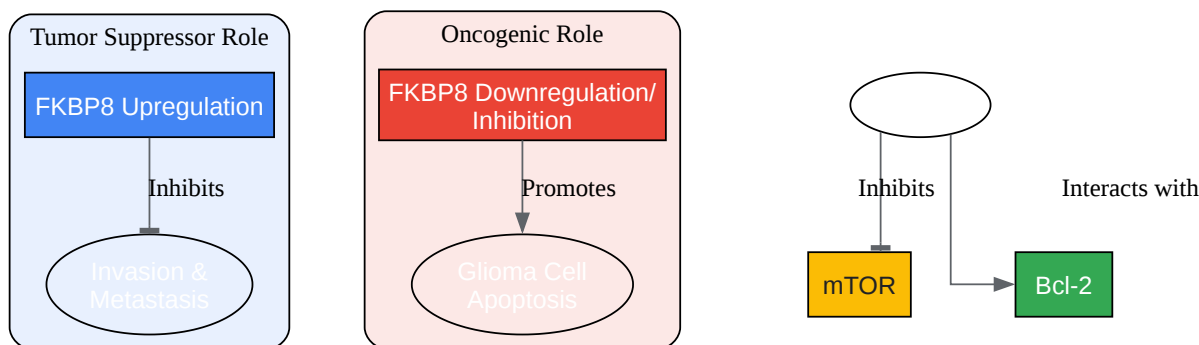 Tumor Suppressor Role
FKBP8 Upregulation
Inhibits
Invasion &
Metastasis
Oncogenic Role
FKBP8 Downregulation/
Inhibition
Promotes
Glioma Cell
Apoptosis
Inhibits
Interacts with
mTOR
Bcl-2